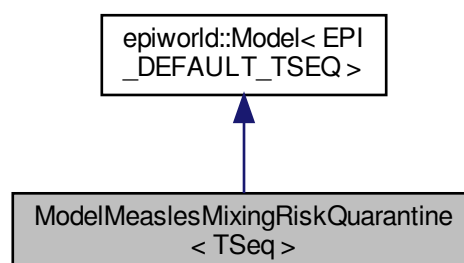 epiworld::Model< EPI
_DEFAULT_TSEQ >
ModelMeaslesMixingRiskQuarantine
< TSeq >